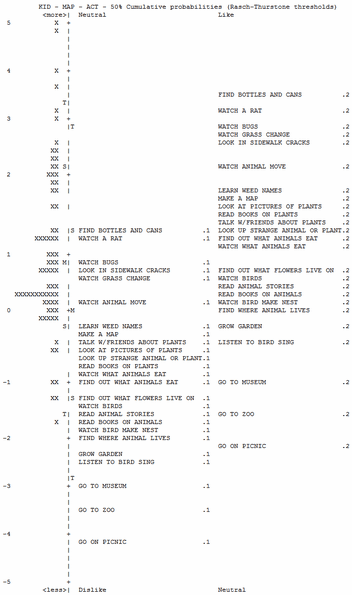 KID - MAP - ACT - 50% Cumulative probabilities (Rasch-Thurstone thresholds)
<more>| Neutral Like
5 X +
X |
|
|
|
|
4 X +
|
X |
| FIND BOTTLES AND CANS .2
T|
X | WATCH A RAT .2
3 X +
|T WATCH BUGS .2
| WATCH GRASS CHANGE .2
X | LOOK IN SIDEWALK CRACKS .2
XX |
XX |
XX S| WATCH ANIMAL MOVE .2
2 XXX +
XX |
XX | LEARN WEED NAMES .2
| MAKE A MAP .2
XX | LOOK AT PICTURES OF PLANTS .2
| READ BOOKS ON PLANTS .2
| TALK W/FRIENDS ABOUT PLANTS .2
XX |S FIND BOTTLES AND CANS .1 LOOK UP STRANGE ANIMAL OR PLANT.2
XXXXXX | WATCH A RAT .1 FIND OUT WHAT ANIMALS EAT .2
| WATCH WHAT ANIMALS EAT .2
1 XXX +
XXX M| WATCH BUGS .1
XXXXX | LOOK IN SIDEWALK CRACKS .1 FIND OUT WHAT FLOWERS LIVE ON .2
| WATCH GRASS CHANGE .1 WATCH BIRDS .2
XXX | READ ANIMAL STORIES .2
XXXXXXXXXXX | READ BOOKS ON ANIMALS .2
XXXX | WATCH ANIMAL MOVE .1 WATCH BIRD MAKE NEST .2
0 XXX +M FIND WHERE ANIMAL LIVES .2
XXXXX |
S| LEARN WEED NAMES .1 GROW GARDEN .2
| MAKE A MAP .1
X | TALK W/FRIENDS ABOUT PLANTS .1 LISTEN TO BIRD SING .2
XX | LOOK AT PICTURES OF PLANTS .1
| LOOK UP STRANGE ANIMAL OR PLANT.1
| READ BOOKS ON PLANTS .1
| WATCH WHAT ANIMALS EAT .1
-1 XX + FIND OUT WHAT ANIMALS EAT .1 GO TO MUSEUM .2
|
XX |S FIND OUT WHAT FLOWERS LIVE ON .1
| WATCH BIRDS .1
T| READ ANIMAL STORIES .1 GO TO ZOO .2
X | READ BOOKS ON ANIMALS .1
| WATCH BIRD MAKE NEST .1
-2 + FIND WHERE ANIMAL LIVES .1
| GO ON PICNIC .2
| GROW GARDEN .1
| LISTEN TO BIRD SING .1
|
|T
-3 + GO TO MUSEUM .1
|
|
| GO TO ZOO .1
|
|
-4 +
| GO ON PICNIC .1
|
|
|
|
-5 +
<less>| Dislike Neutral